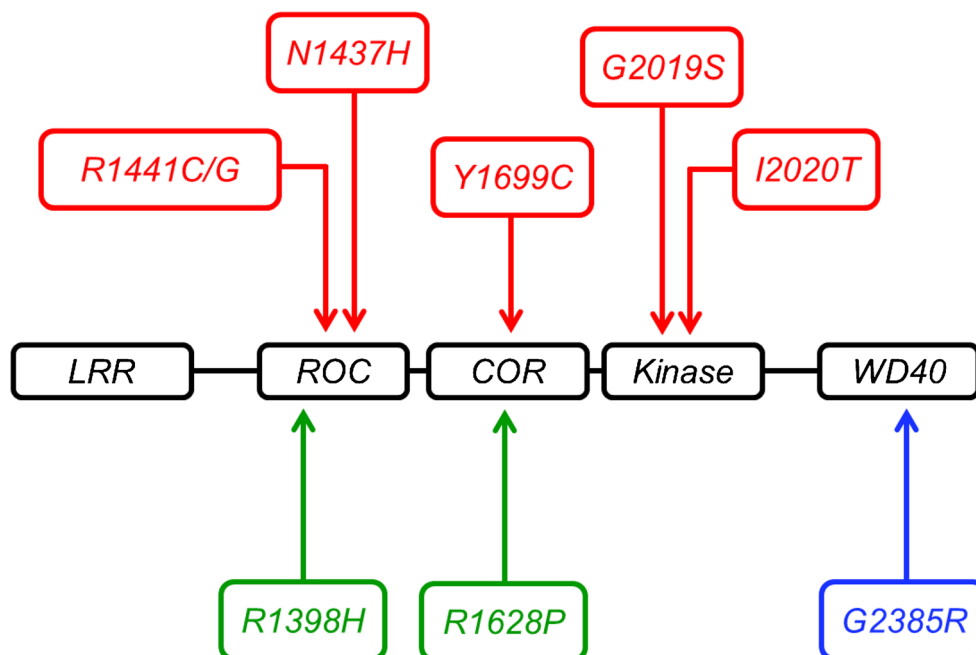 N1437H
G2019S
R1441C/G
Y1699C
I2020T
LRR
ROC
COR
Kinase
WD40
R1398H
R1628P
G2385R